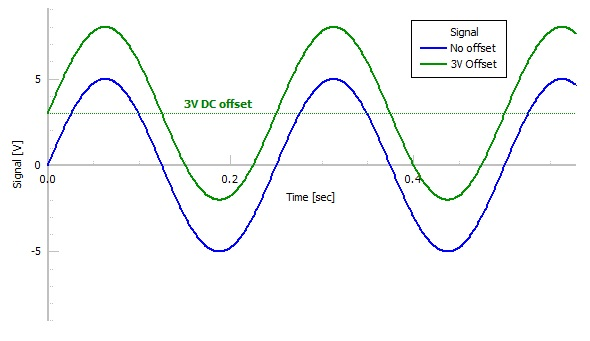 Signal
No offset
3V Offset
5
3V DC offset
Signal [V]
0
0.0
0.2
0.4
Time [sec]
-5